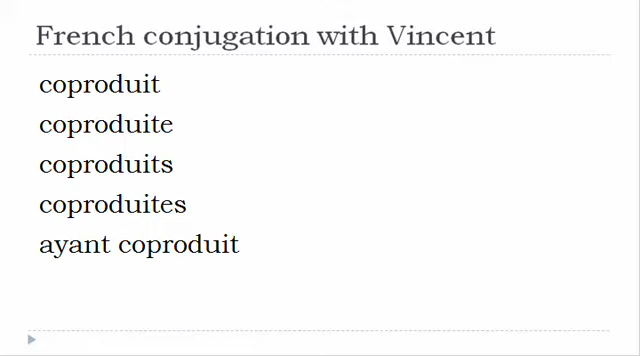 French conjugation with Vincent
coproduit
coproduite
coproduits
coproduites
ayant coproduit